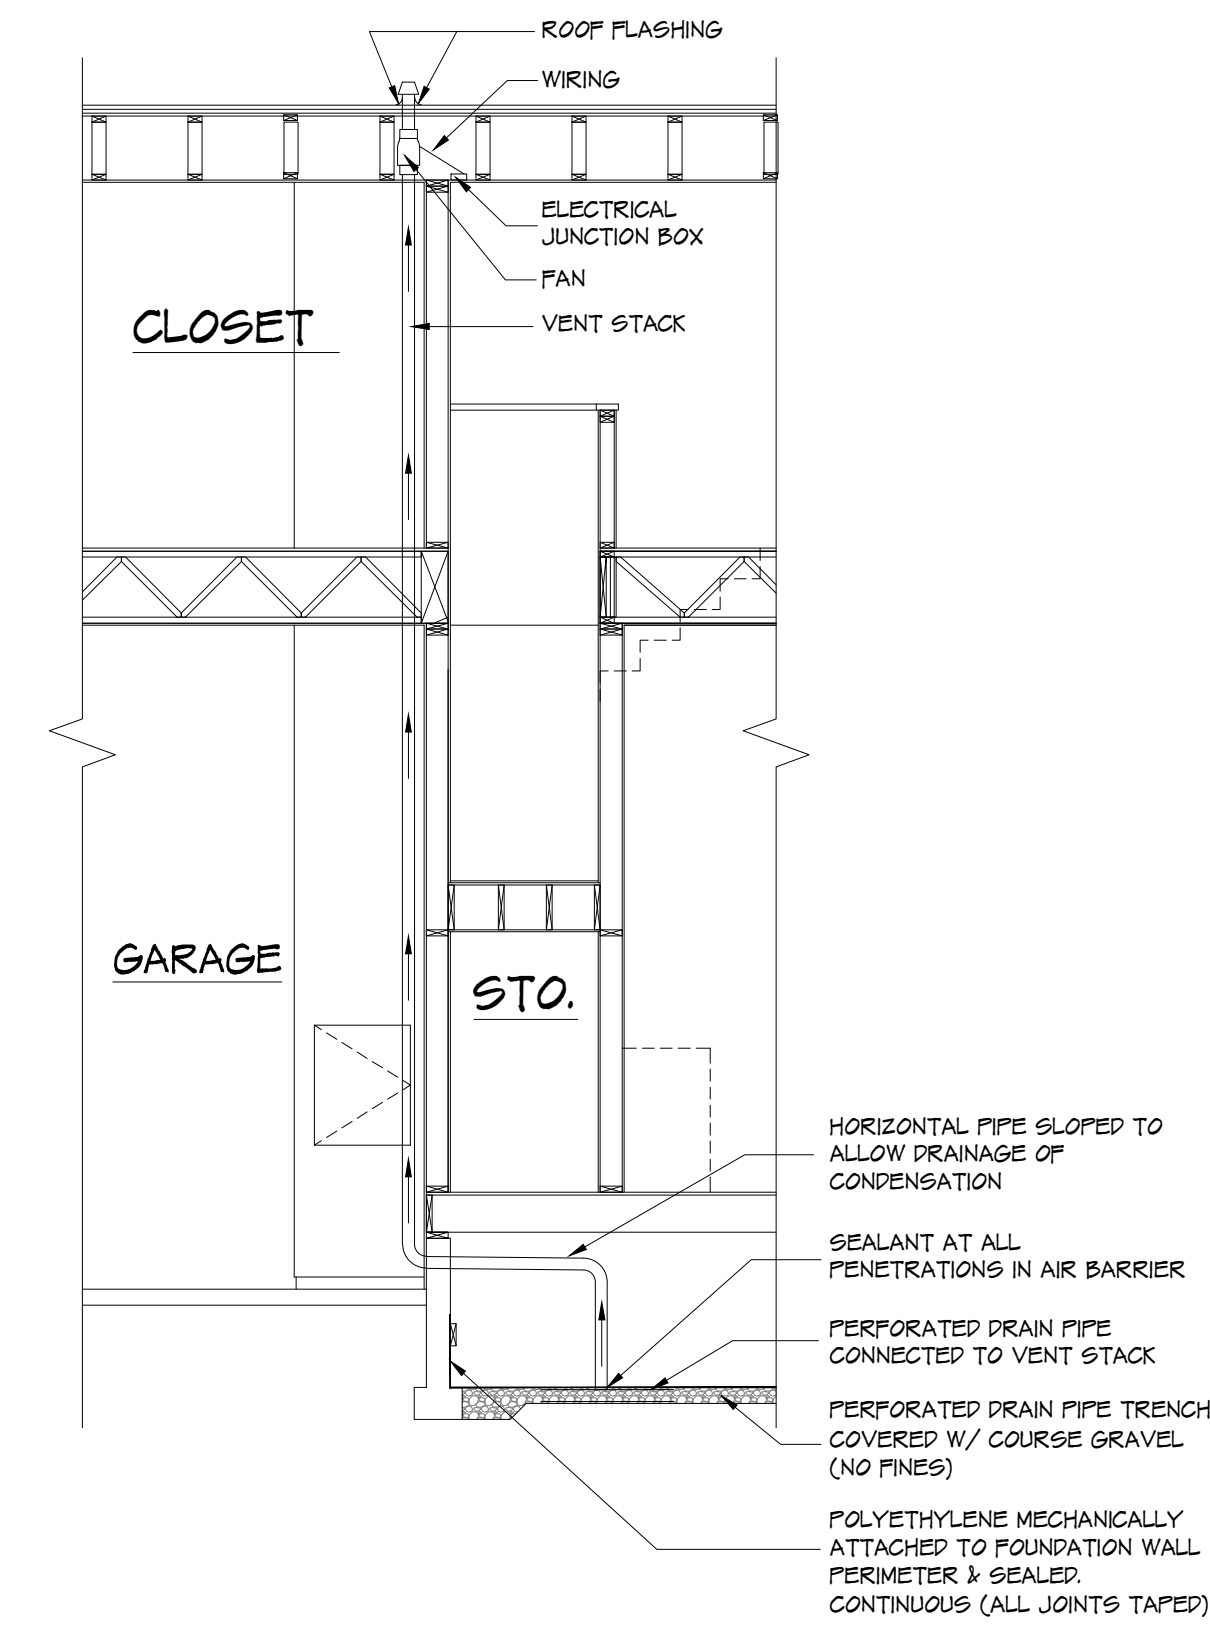 ROOF FLASHING
WIRING
ELECTRICAL
JUNCTION BOX
FAN
VENT STACK
CLOSET
GARAGE
STO.
HORIZONTAL PIPE SLOPED TO
ALLOW DRAINAGE OF
CONDENSATION
SEALANT AT ALL
PENETRATIONS IN AIR BARRIER
PERFORATED DRAIN PIPE
CONNECTED TO VENT STACK
PERFORATED DRAIN PIPE TRENCH
COVERED W/ COURSE GRAVEL
(NO FINES)
POLYETHYLENE MECHANICALLY
ATTACHED TO FOUNDATION WALL
PERIMETER & SEALED.
CONTINUOUS (ALL JOINTS TAPED)